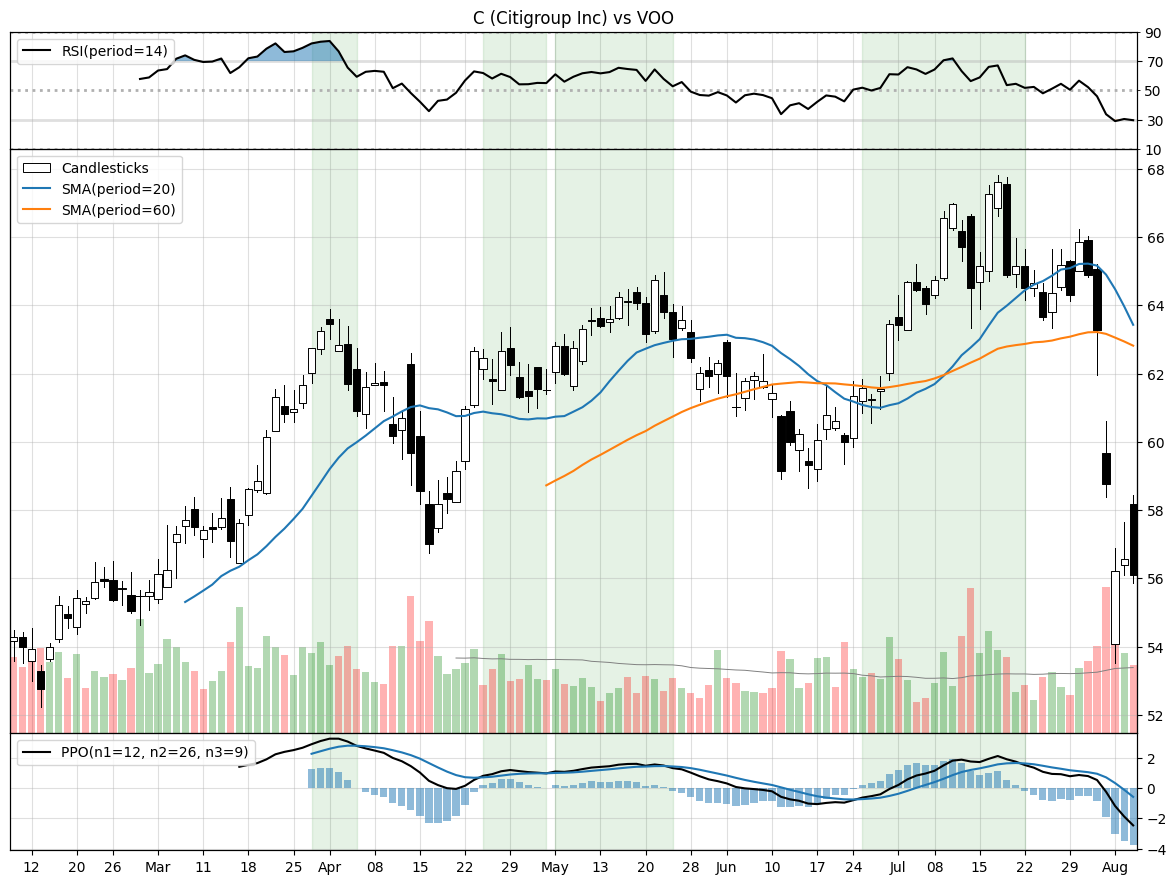 C (Citigroup Inc) vs VOO
RSI(period=14)
90
70
50
30
10
Candlesticks
SMA(period=20)
SMA(period=60)
68
66
64
62
60
58
56
54
52
PPO(n1=12, n2=26, n3=9)
2
0
−2
−4
12 20 26 Mar 11 18 25 Apr 08 15 22 29 May 13 20 28 Jun 10 17 24 Jul 08 15 22 29 Aug